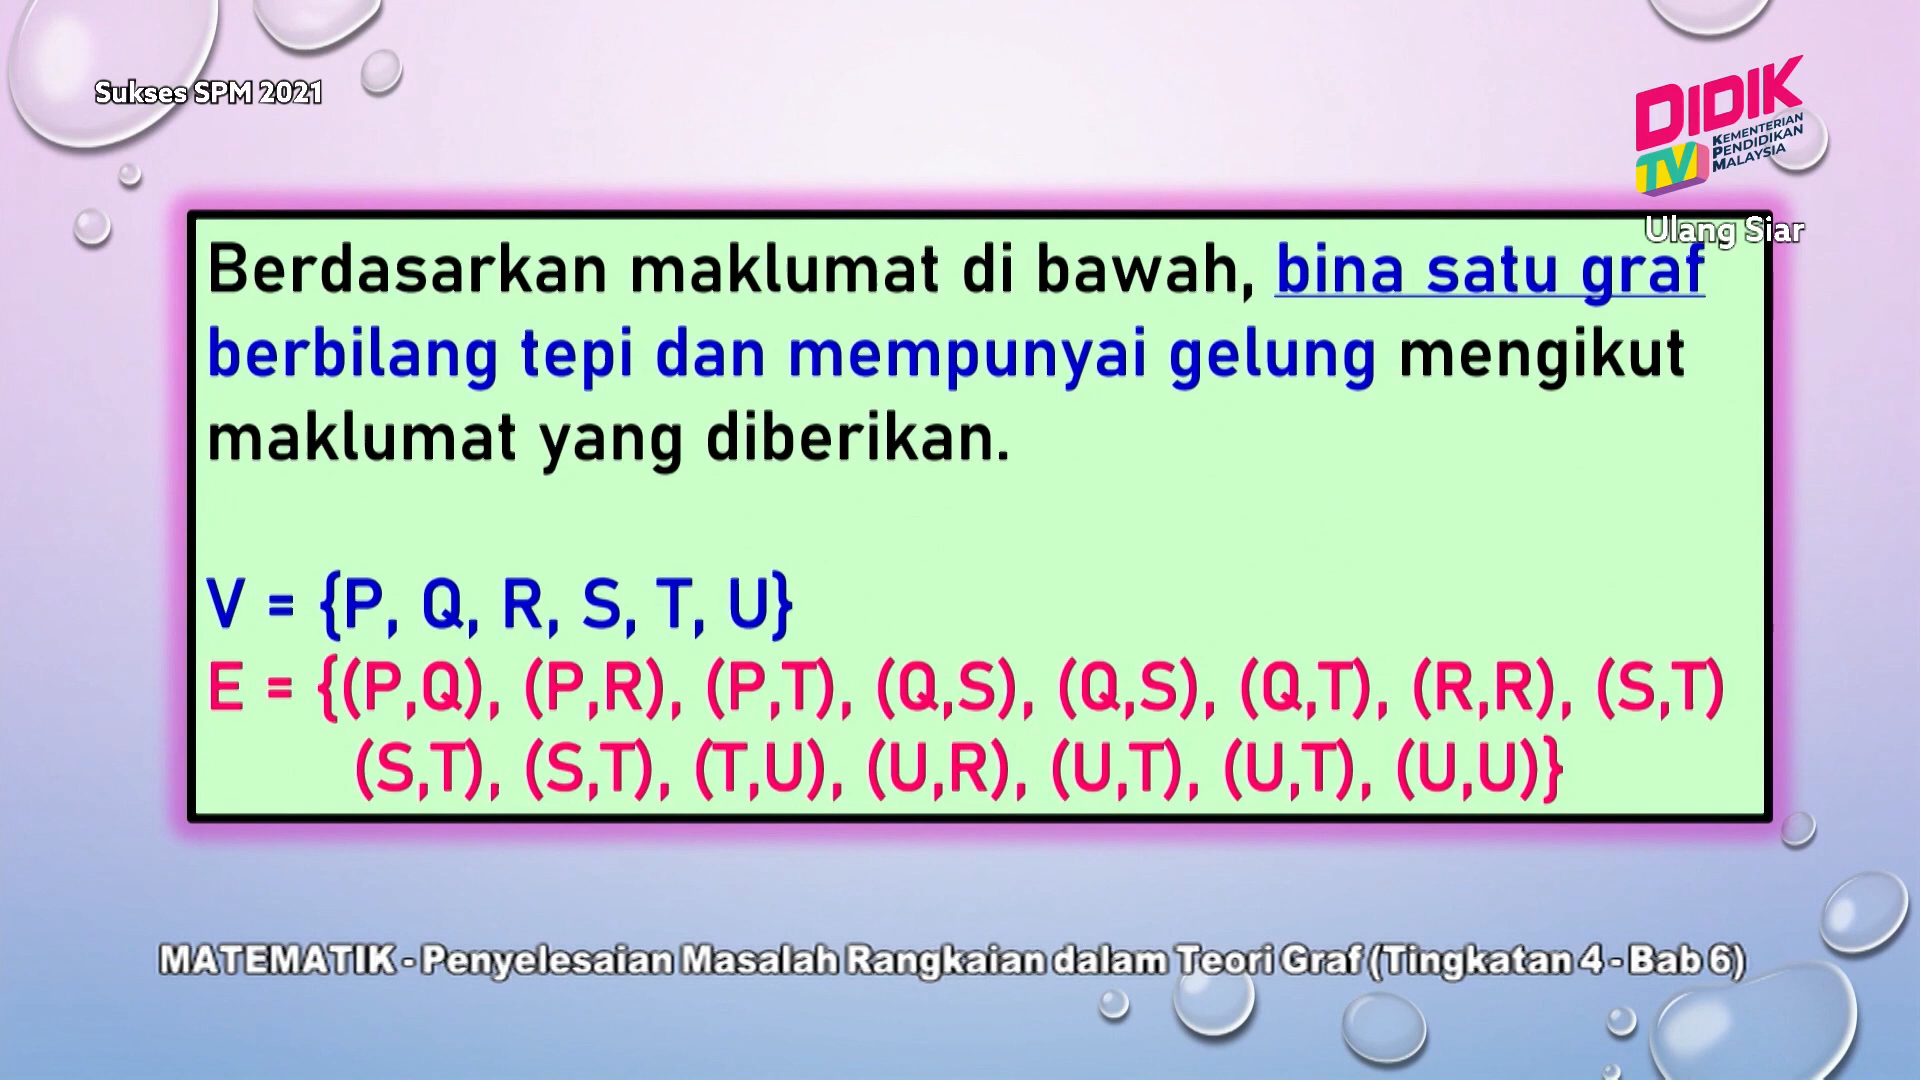 Sukses SPM 2021
DIDIK
TV
KEMENTERIAN
PENDIDIKAN
MALAYSIA
Ulang Siar
Berdasarkan maklumat di bawah, bina satu graf
berbilang tepi dan mempunyai gelung mengikut
maklumat yang diberikan.
V = {P, Q, R, S, T, U}
E = {(P,Q), (P,R), (P,T), (Q,S), (Q,S), (Q,T), (R,R), (S,T)
(S,T), (S,T), (T,U), (U,R), (U,T), (U,T), (U,U)}
MATEMATIK - Penyelesaian Masalah Rangkaian dalam Teori Graf (Tingkatan 4 - Bab 6)